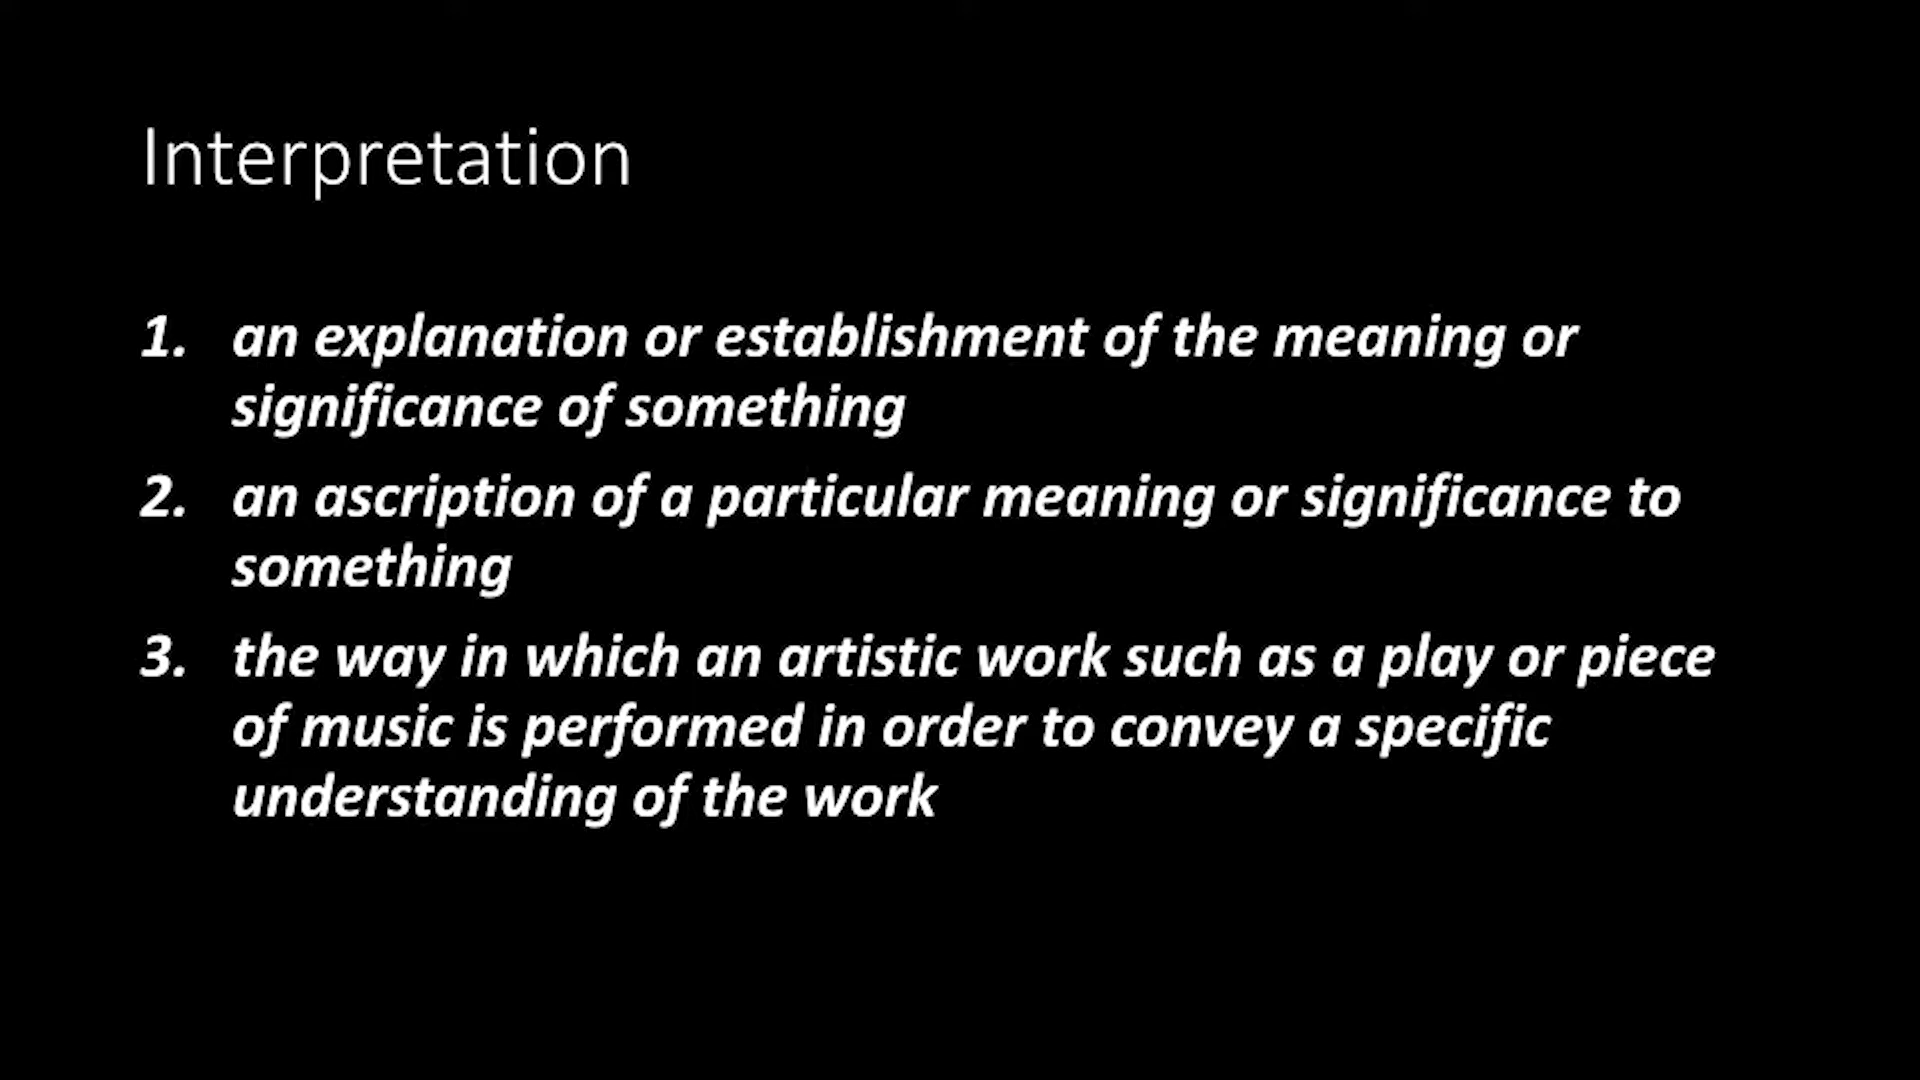 Interpretation
1. an explanation or establishment of the meaning or
significance of something
2. an ascription of a particular meaning or significance to
something
3. the way in which an artistic work such as a play or piece
of music is performed in order to convey a specific
understanding of the work